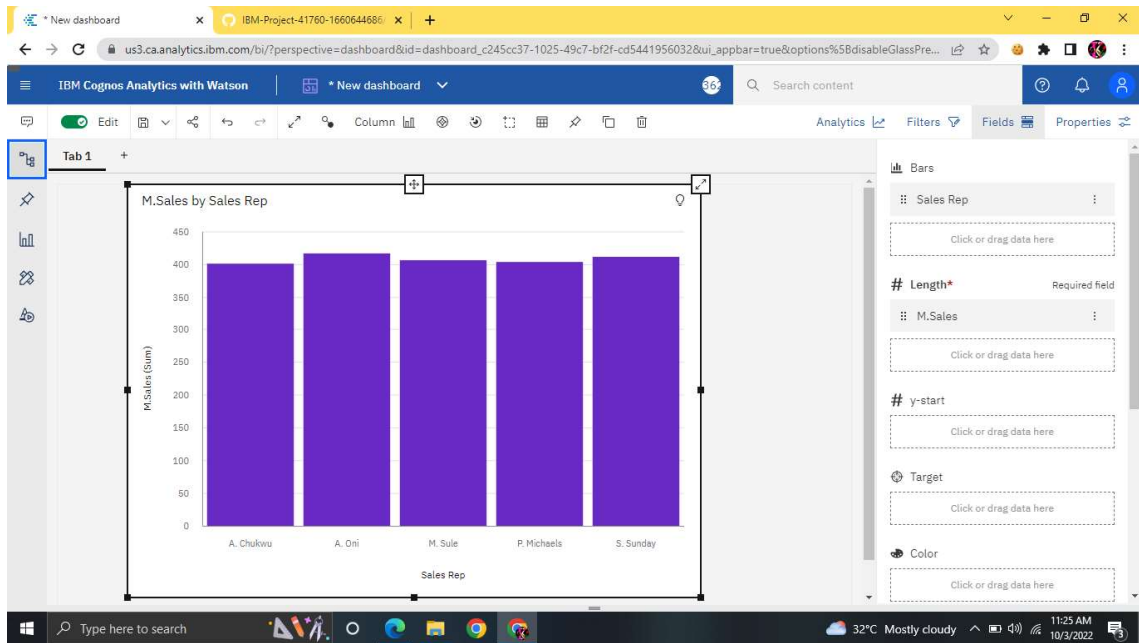 * New dashboard
IBM-Project-41760-1660644686
us3.ca.analytics.ibm.com/bi/?perspective=dashboard&id=dashboard_c245cc37-1025-49c7-bf2f-cd5441956032&ui_appbar=true&options%5BdisableGlassPre...
IBM Cognos Analytics with Watson
* New dashboard
362
Search content
Edit
Column
Analytics
Filters
Fields
Properties
Tab 1
+
M.Sales by Sales Rep
450
400
350
300
250
200
150
100
50
0
M.Sales (Sum)
A. Chukwu
A. Oni
M. Sule
P. Michaels
S. Sunday
Sales Rep
Bars
Sales Rep
Click or drag data here
# Length*
Required field
M.Sales
Click or drag data here
# y-start
Click or drag data here
Target
Click or drag data here
Color
Click or drag data here
Type here to search
32°C Mostly cloudy
11:25 AM
10/3/2022
3